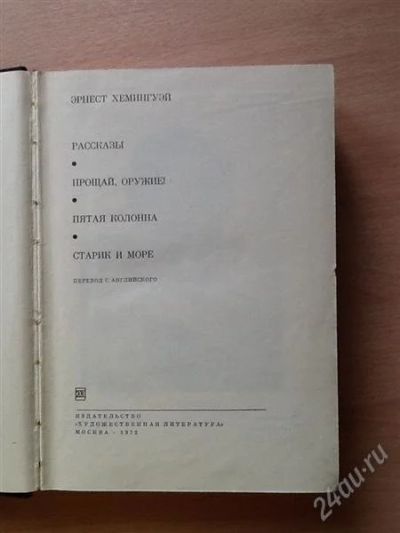 ЭРНЕСТ ХЕМИНГУЭЙ
РАССКАЗЫ
ПРОЩАЙ, ОРУЖИЕ!
ПЯТАЯ КОЛОННА
СТАРИК И МОРЕ
ПЕРЕВОД С АНГЛИЙСКОГО
ИЗДАТЕЛЬСТВО
«ХУДОЖЕСТВЕННАЯ ЛИТЕРАТУРА»
МОСКВА · 1972
24au.ru